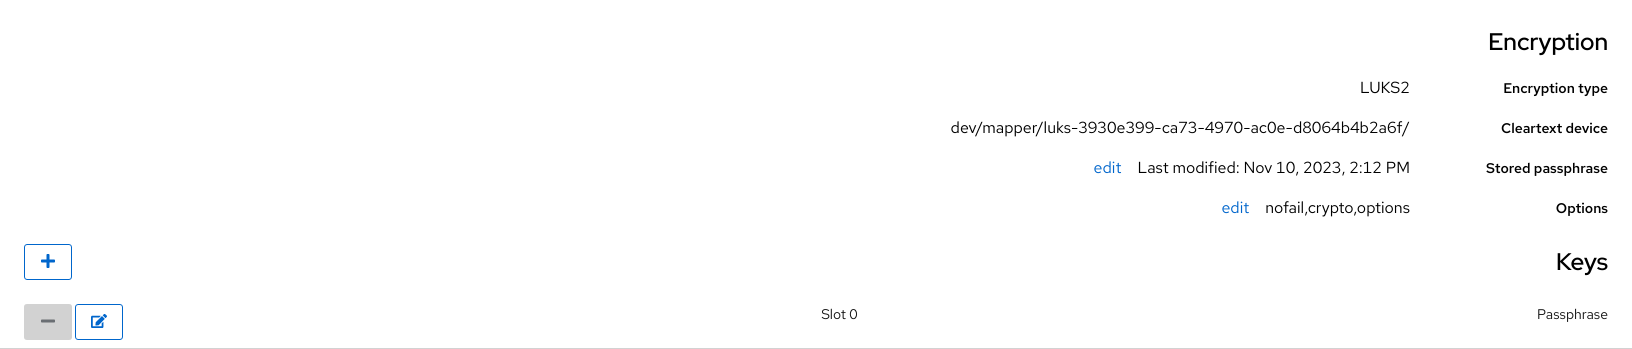 Encryption
Encryption type LUKS2
Cleartext device dev/mapper/luks-3930e399-ca73-4970-ac0e-d8064b4b2a6f/
Stored passphrase Last modified: Nov 10, 2023, 2:12 PM edit
Options nofail,crypto,options edit
Keys
Passphrase Slot 0